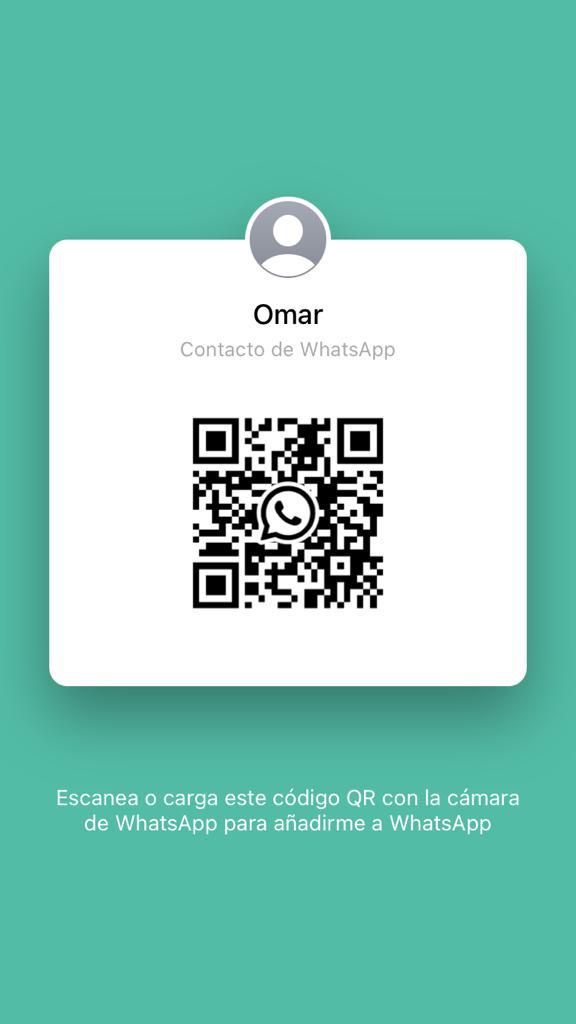 Omar
Contacto de WhatsApp
Escanea o carga este código QR con la cámara
de WhatsApp para añadirme a WhatsApp